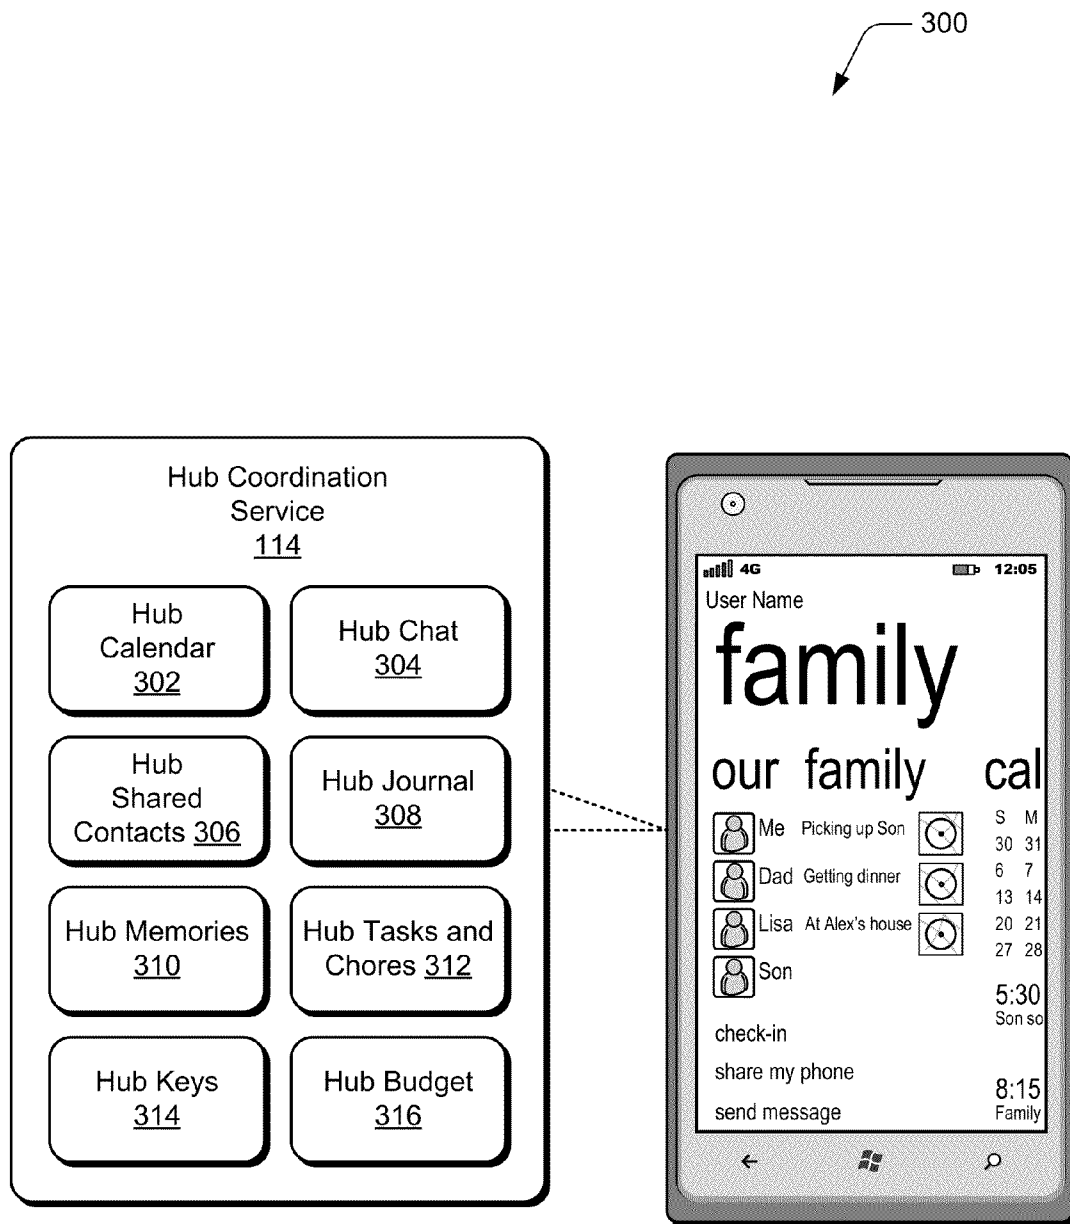 300
Hub Coordination
Service
114
Hub
Calendar
302
Hub Chat
304
Hub
Shared
Contacts 306
Hub Journal
308
Hub Memories
310
Hub Tasks and
Chores 312
Hub Keys
314
Hub Budget
316
4G 12:05
User Name
family
our family cal
Me Picking up Son
Dad Getting dinner
Lisa At Alex's house
Son
check-in
share my phone
send message
S M
30 31
6 7
13 14
20 21
27 28
5:30
Son so
8:15
Family